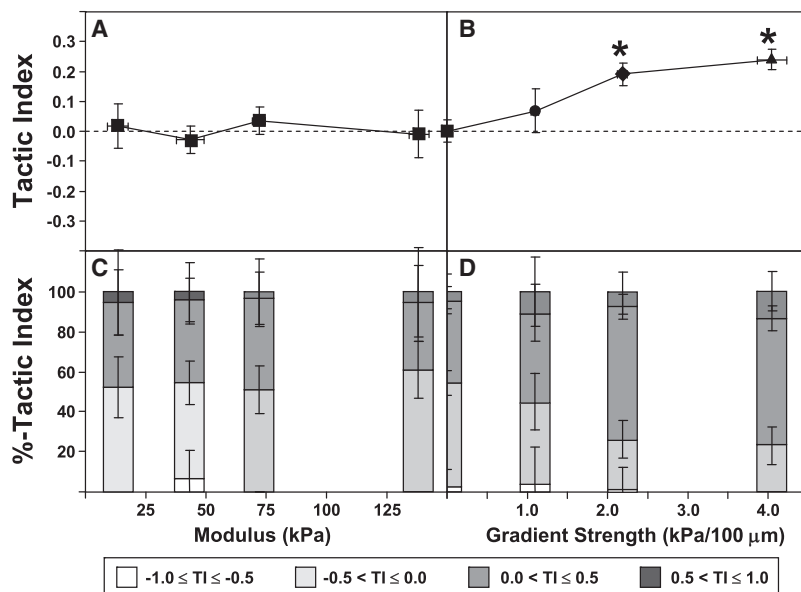 A
B
0.3
0.2
0.1
0.0
-0.1
-0.2
-0.3
Tactic Index
*
*
C
D
100
80
60
40
20
%-Tactic Index
25 50 75 100 125
1.0 2.0 3.0 4.0
Modulus (kPa)
Gradient Strength (kPa/100 μm)
-1.0 ≤ TI ≤ -0.5
-0.5 < TI ≤ 0.0
0.0 < TI ≤ 0.5
0.5 < TI ≤ 1.0